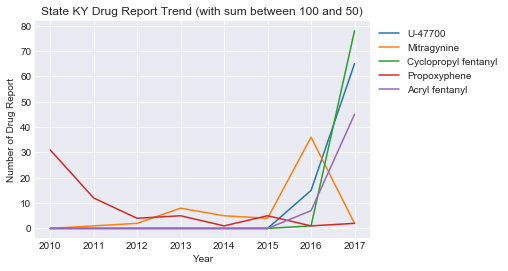 State KY Drug Report Trend (with sum between 100 and 50)
Number of Drug Report
80
70
60
50
40
30
20
10
0
2010 2011 2012 2013 2014 2015 2016 2017
Year
U-47700
Mitragynine
Cyclopropyl fentanyl
Propoxyphene
Acryl fentanyl